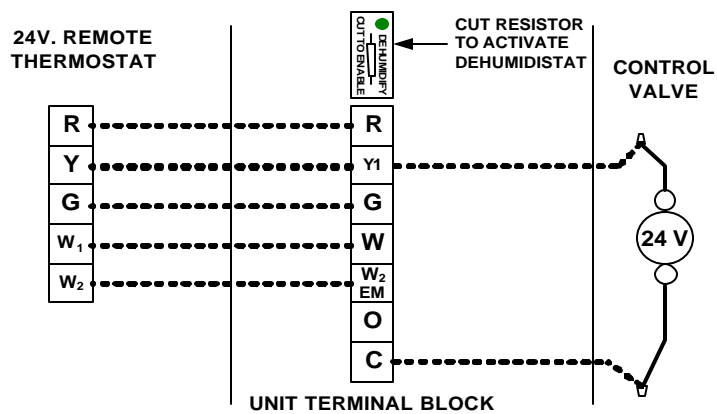 24V. REMOTE
THERMOSTAT
DEHUMIDIFY
CUT TO ENABLE
CUT RESISTOR
TO ACTIVATE
DEHUMIDISTAT
CONTROL
VALVE
R
Y
G
W₁
W₂
R
Y1
G
W
W₂
EM
O
C
24 V
UNIT TERMINAL BLOCK